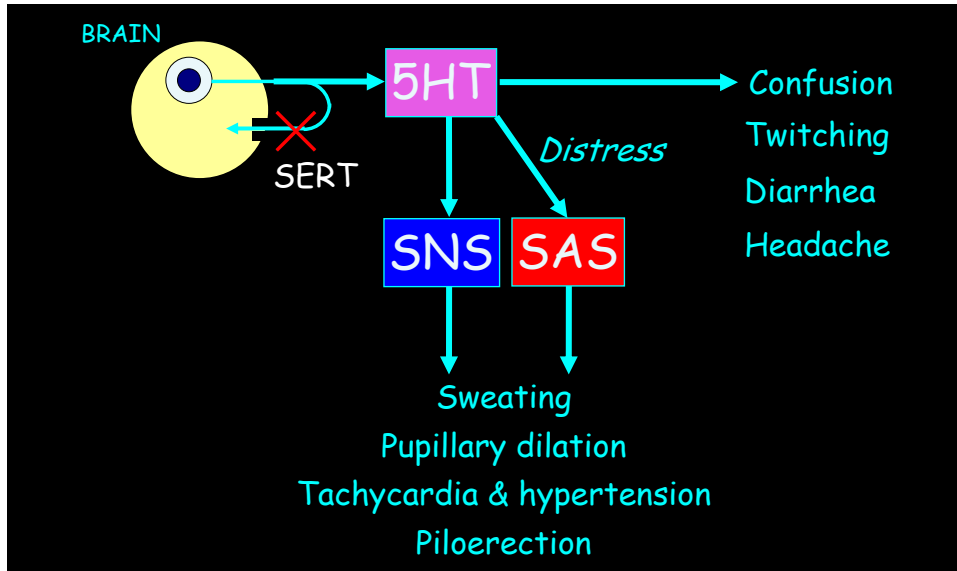 BRAIN
5HT
SERT
Distress
SNS
SAS
Confusion
Twitching
Diarrhea
Headache
Sweating
Pupillary dilation
Tachycardia & hypertension
Piloerection